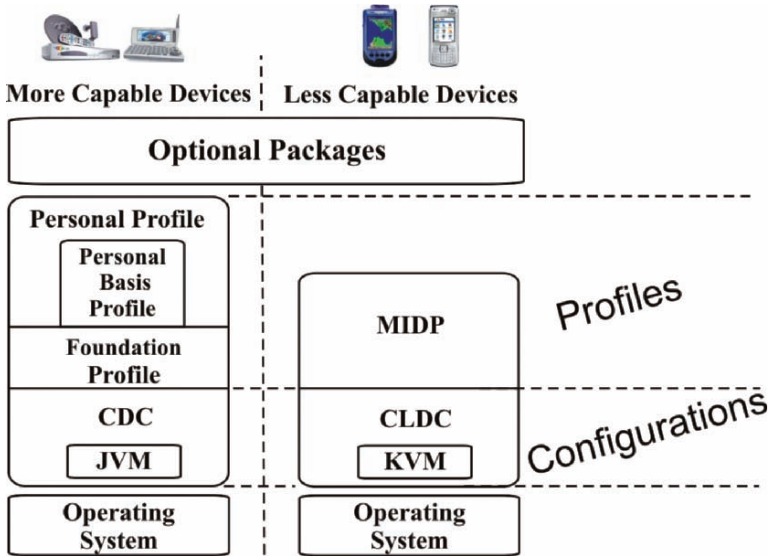 More Capable Devices
Less Capable Devices
Optional Packages
Personal Profile
Personal
Basis
Profile
Foundation
Profile
CDC
JVM
Operating
System
MIDP
CLDC
KVM
Operating
System
Profiles
Configurations